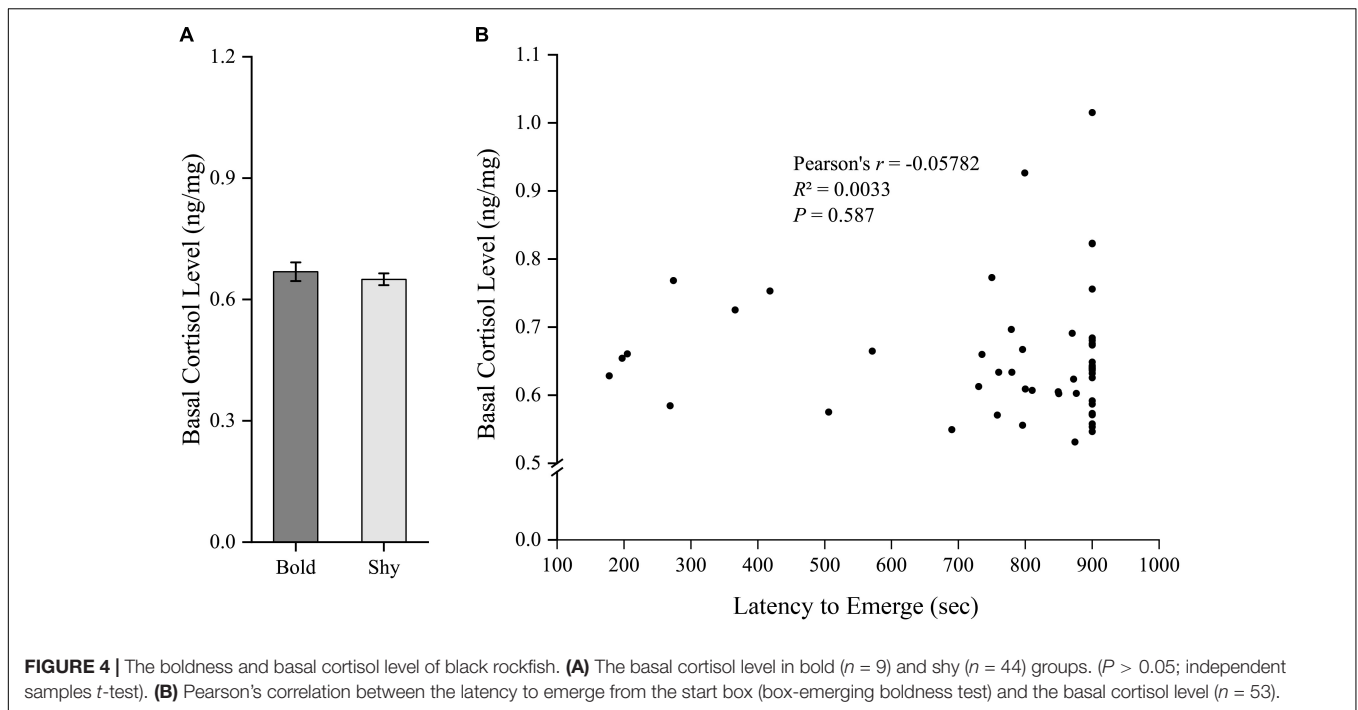 A
Basal Cortisol Level (ng/mg)
1.2
0.9
0.6
0.3
0.0
Bold Shy
B
Basal Cortisol Level (ng/mg)
1.1
1.0
0.9
0.8
0.7
0.6
0.5
0.0
Pearson's r = -0.05782
R² = 0.0033
P = 0.587
100 200 300 400 500 600 700 800 900 1000
Latency to Emerge (sec)
FIGURE 4 | The boldness and basal cortisol level of black rockfish. (A) The basal cortisol level in bold (n = 9) and shy (n = 44) groups. (P > 0.05; independent
samples t-test). (B) Pearson's correlation between the latency to emerge from the start box (box-emerging boldness test) and the basal cortisol level (n = 53).